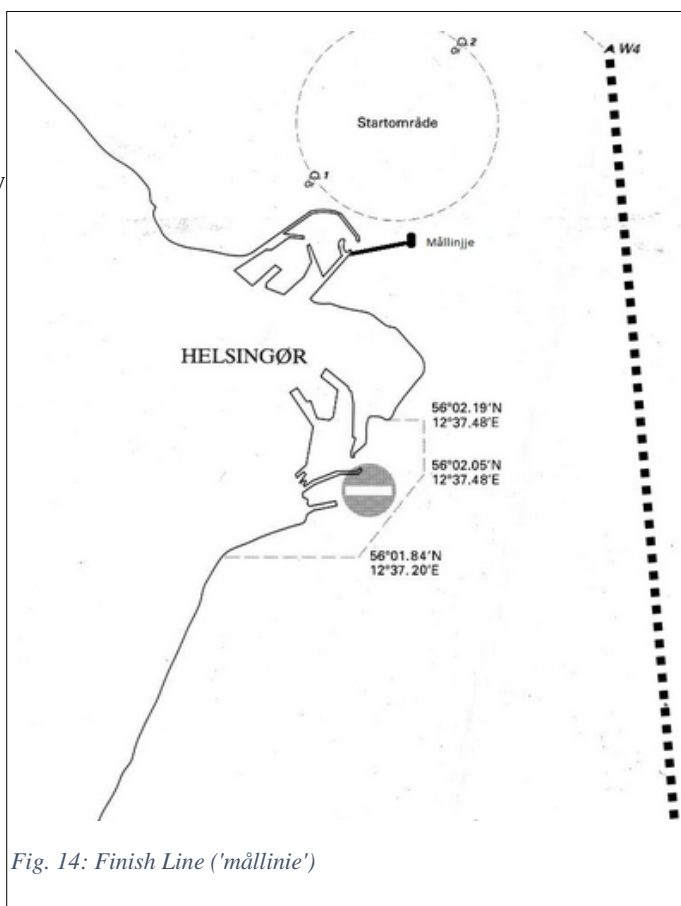 2
W4
Startområde
1
y
Mållinjje
HELSINGØR
56°02.19'N
12°37.48'E
56°02.05'N
12°37.48'E
56°01.84'N
12°37.20'E
Fig. 14: Finish Line ('mållinie')